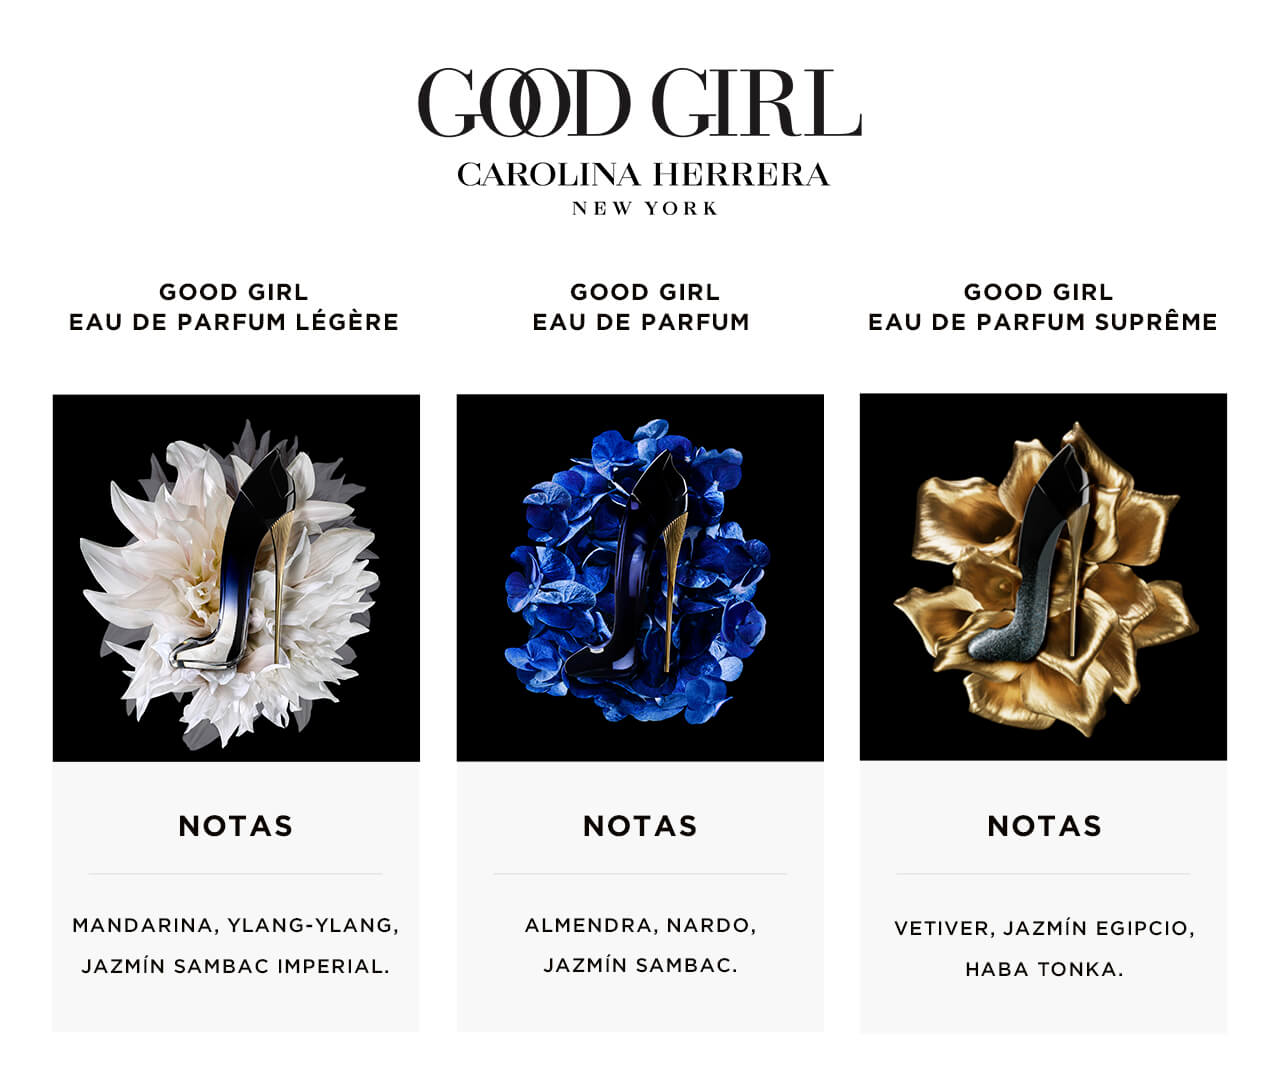 GOOD GIRL
CAROLINA HERRERA
NEW YORK
GOOD GIRL
EAU DE PARFUM LÉGÈRE
GOOD GIRL
EAU DE PARFUM
GOOD GIRL
EAU DE PARFUM SUPRÊME
NOTAS
MANDARINA, YLANG-YLANG,
JAZMÍN SAMBAC IMPERIAL.
NOTAS
ALMENDRA, NARDO,
JAZMÍN SAMBAC.
NOTAS
VETIVER, JAZMÍN EGIPCIO,
HABA TONKA.